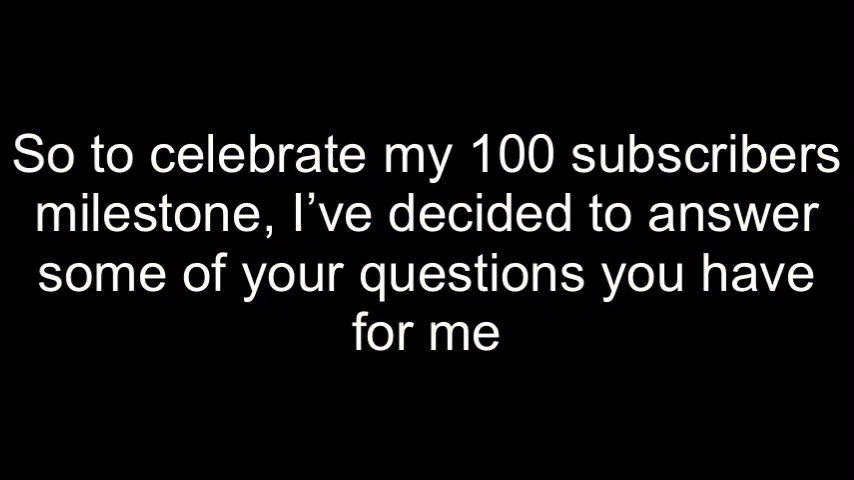 So to celebrate my 100 subscribers
milestone, I’ve decided to answer
some of your questions you have
for me